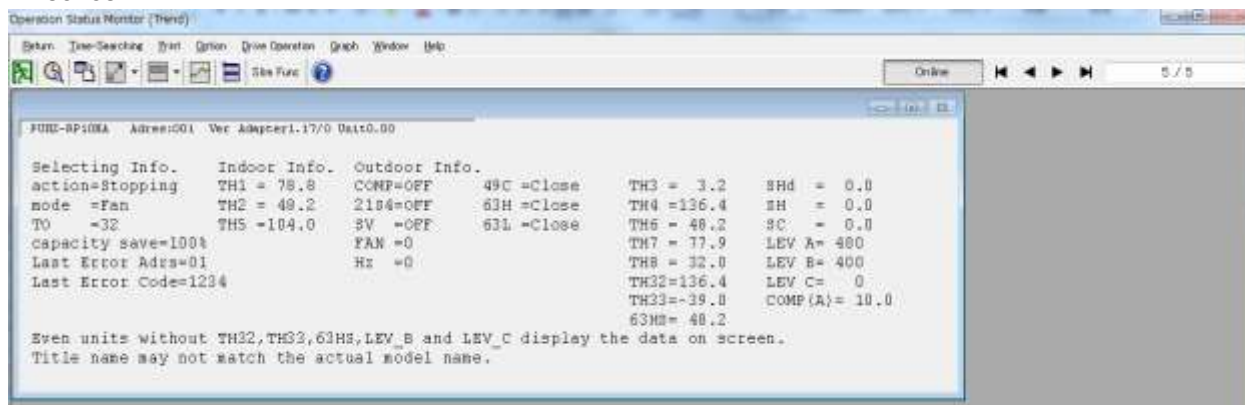 Operation Status Monitor (Trend)
Return Time-Searching Print Option Drive Operation Graph Window Help
Site Func Online 5/5
Adres:001 Ver Adapter1.17/0 Unit0.00
Selecting Info. Indoor Info. Outdoor Info.
action=Stopping TH1 = 78.8 COMP=OFF 49C =Close TH3 = 3.2 SHd = 0.0
mode =Fan TH2 = 48.2 21S4=OFF 63H =Close TH4 =136.4 SH = 0.0
TO =32 TH5 =104.0 SV =OFF 63L =Close TH6 = 48.2 SC = 0.0
capacity save=100% FAN =0 TH7 = 77.9 LEV A= 480
Last Error Adrs=01 Hz =0 TH8 = 32.0 LEV B= 400
Last Error Code=1234 TH32=136.4 LEV C= 0
TH33=-39.8 COMP(A)= 10.0
63HS= 48.2
Even units without TH32,TH33,63HS,LEV_B and LEV_C display the data on screen.
Title name may not match the actual model name.